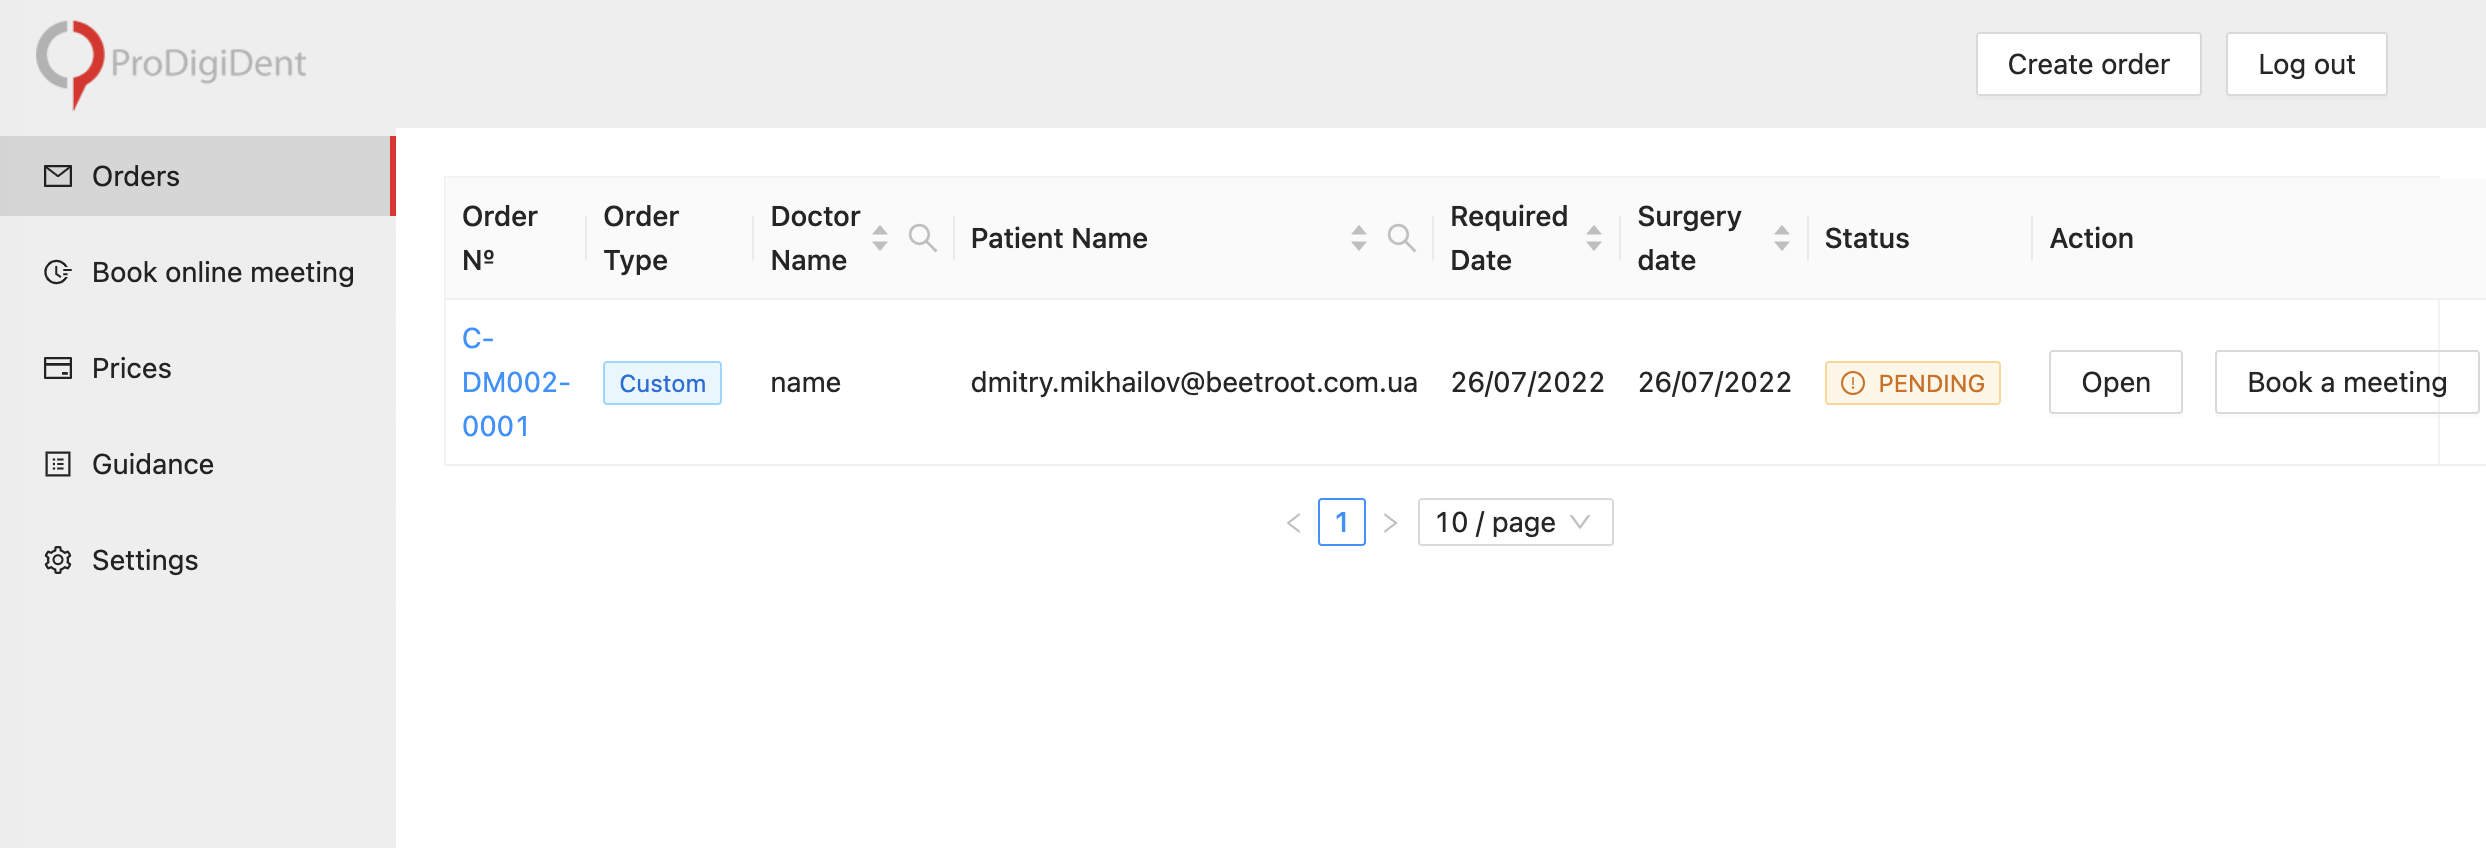 ProDigiDent
Create order
Log out
Orders
Book online meeting
Prices
Guidance
Settings
Order Nº
Order Type
Doctor Name
Patient Name
Required Date
Surgery date
Status
Action
C-
DM002-
0001
Custom
name
dmitry.mikhailov@beetroot.com.ua
26/07/2022
26/07/2022
PENDING
Open
Book a meeting
1
10 / page